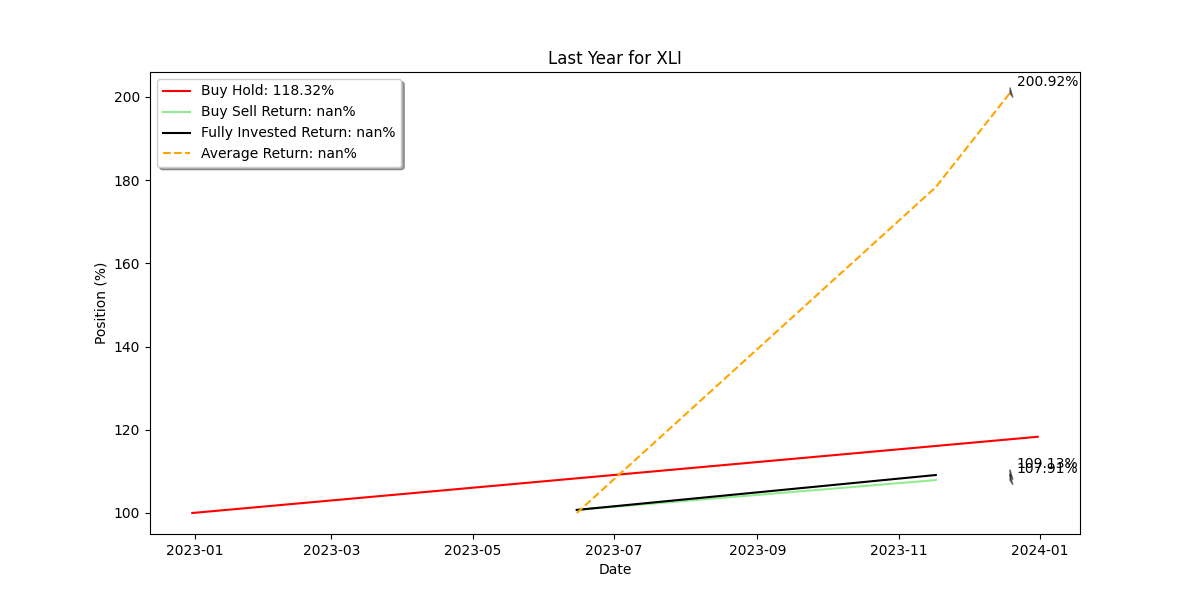 Last Year for XLI
Buy Hold: 118.32%
Buy Sell Return: nan%
Fully Invested Return: nan%
Average Return: nan%
200.92%
109.13%
107.91%
Position (%)
200
180
160
140
120
100
2023-01
2023-03
2023-05
2023-07
2023-09
2023-11
2024-01
Date